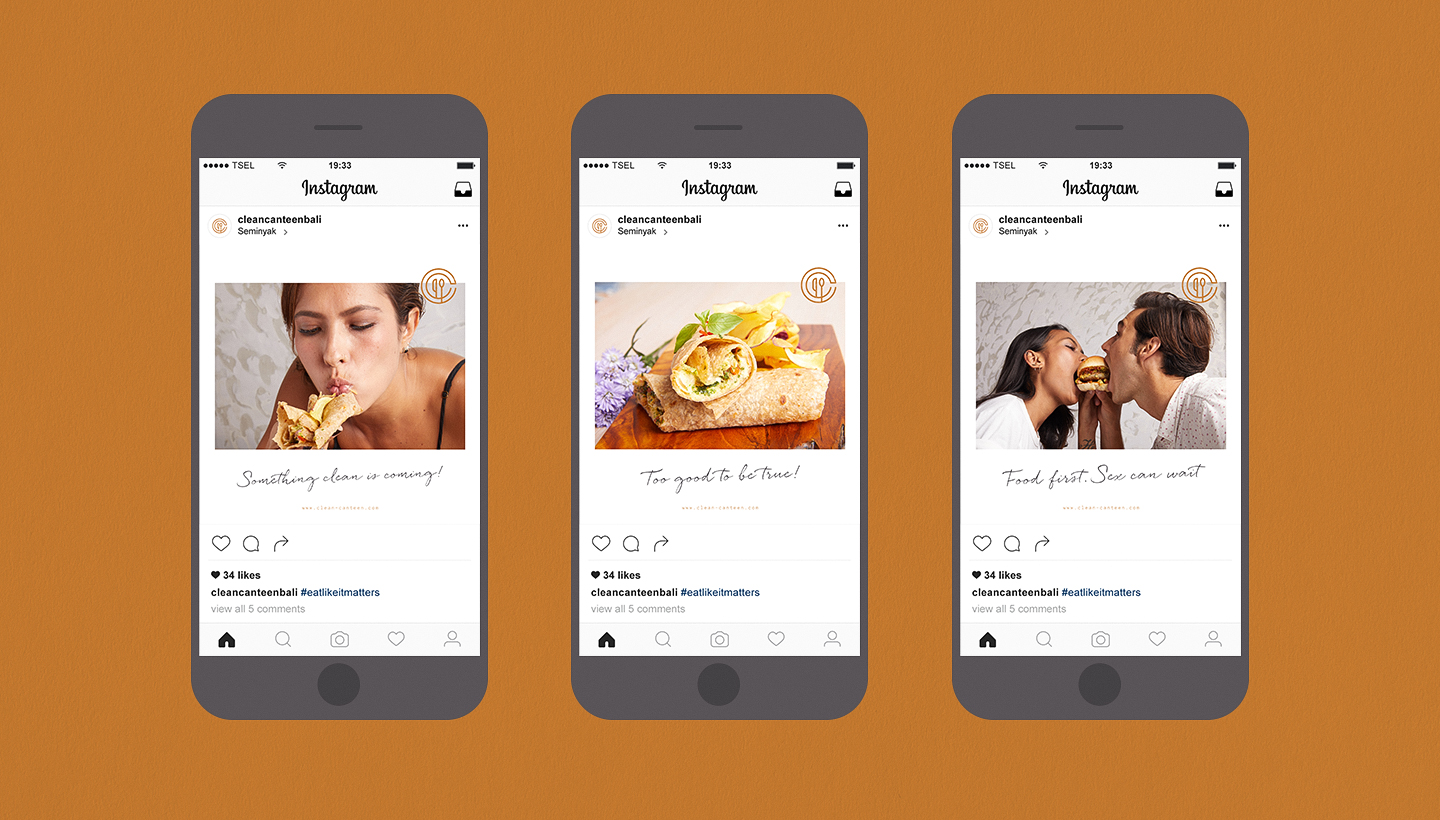 TSEL 19:33
Instagram
cleancanteenbali
Seminyak >
Something clean is coming!
www.clean-canteen.com
34 likes
cleancanteenbali #eatlikeitmatters
view all 5 comments
TSEL 19:33
Instagram
cleancanteenbali
Seminyak >
Too good to be true!
www.clean-canteen.com
34 likes
cleancanteenbali #eatlikeitmatters
view all 5 comments
TSEL 19:33
Instagram
cleancanteenbali
Seminyak >
Food first. Sex can wait
www.clean-canteen.com
34 likes
cleancanteenbali #eatlikeitmatters
view all 5 comments